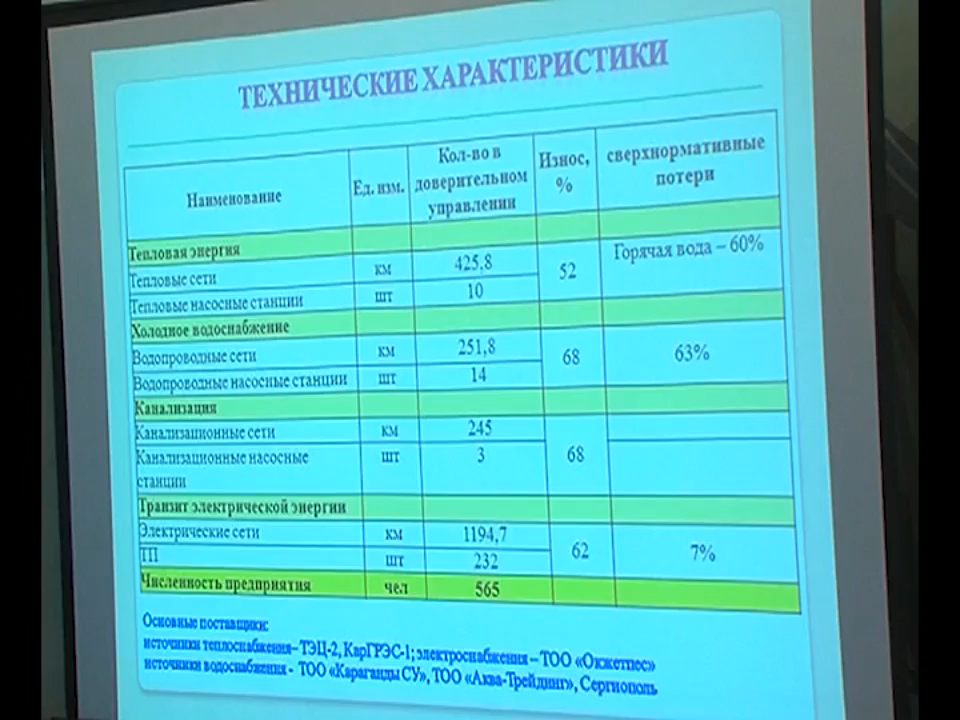 ТЕХНИЧЕСКИЕ ХАРАКТЕРИСТИКИ
Наименование Ед. изм. Кол-во в доверительном управлении Износ, % сверхнормативные потери
Тепловая энергия
Тепловые сети км 425,8 52 Горячая вода – 60%
Тепловые насосные станции шт 10
Холодное водоснабжение
Водопроводные сети км 251,8 68 63%
Водопроводные насосные станции шт 14
Канализация
Канализационные сети км 245 68
Канализационные насосные станции шт 3
Транзит электрической энергии
Электрические сети км 1194,7 62 7%
ТП шт 232
Численность предприятия чел 565
Основные поставщики:
источники теплоснабжения– ТЭЦ-2, КарГРЭС-1; электроснабжения – ТОО «Окжетпес»
источники водоснабжения - ТОО «Караганды СУ», ТОО «Аква-Трейдинг», Сергиополь